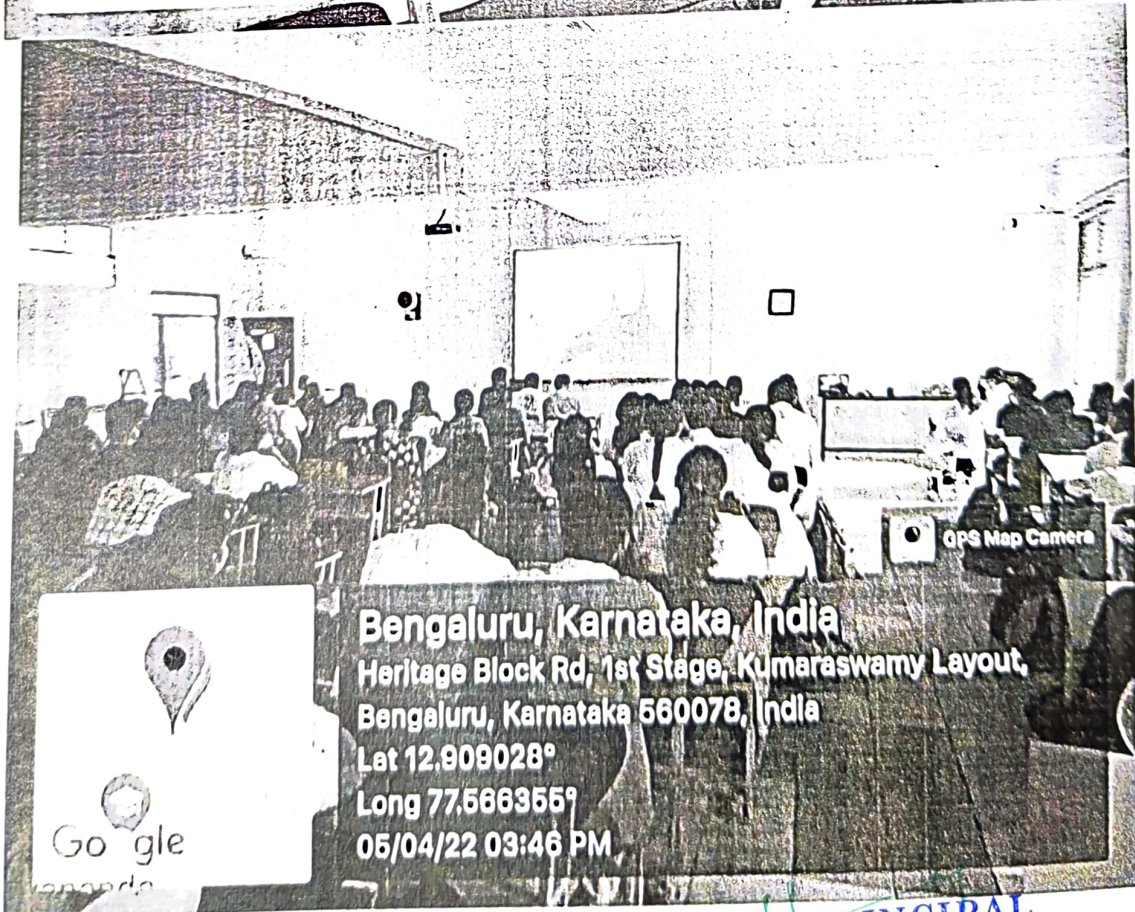 GPS Map Camera
Bengaluru, Karnataka, India
Heritage Block Rd, 1st Stage, Kumaraswamy Layout,
Bengaluru, Karnataka 560078, India
Lat 12.909028°
Long 77.566355°
05/04/22 03:46 PM
Google